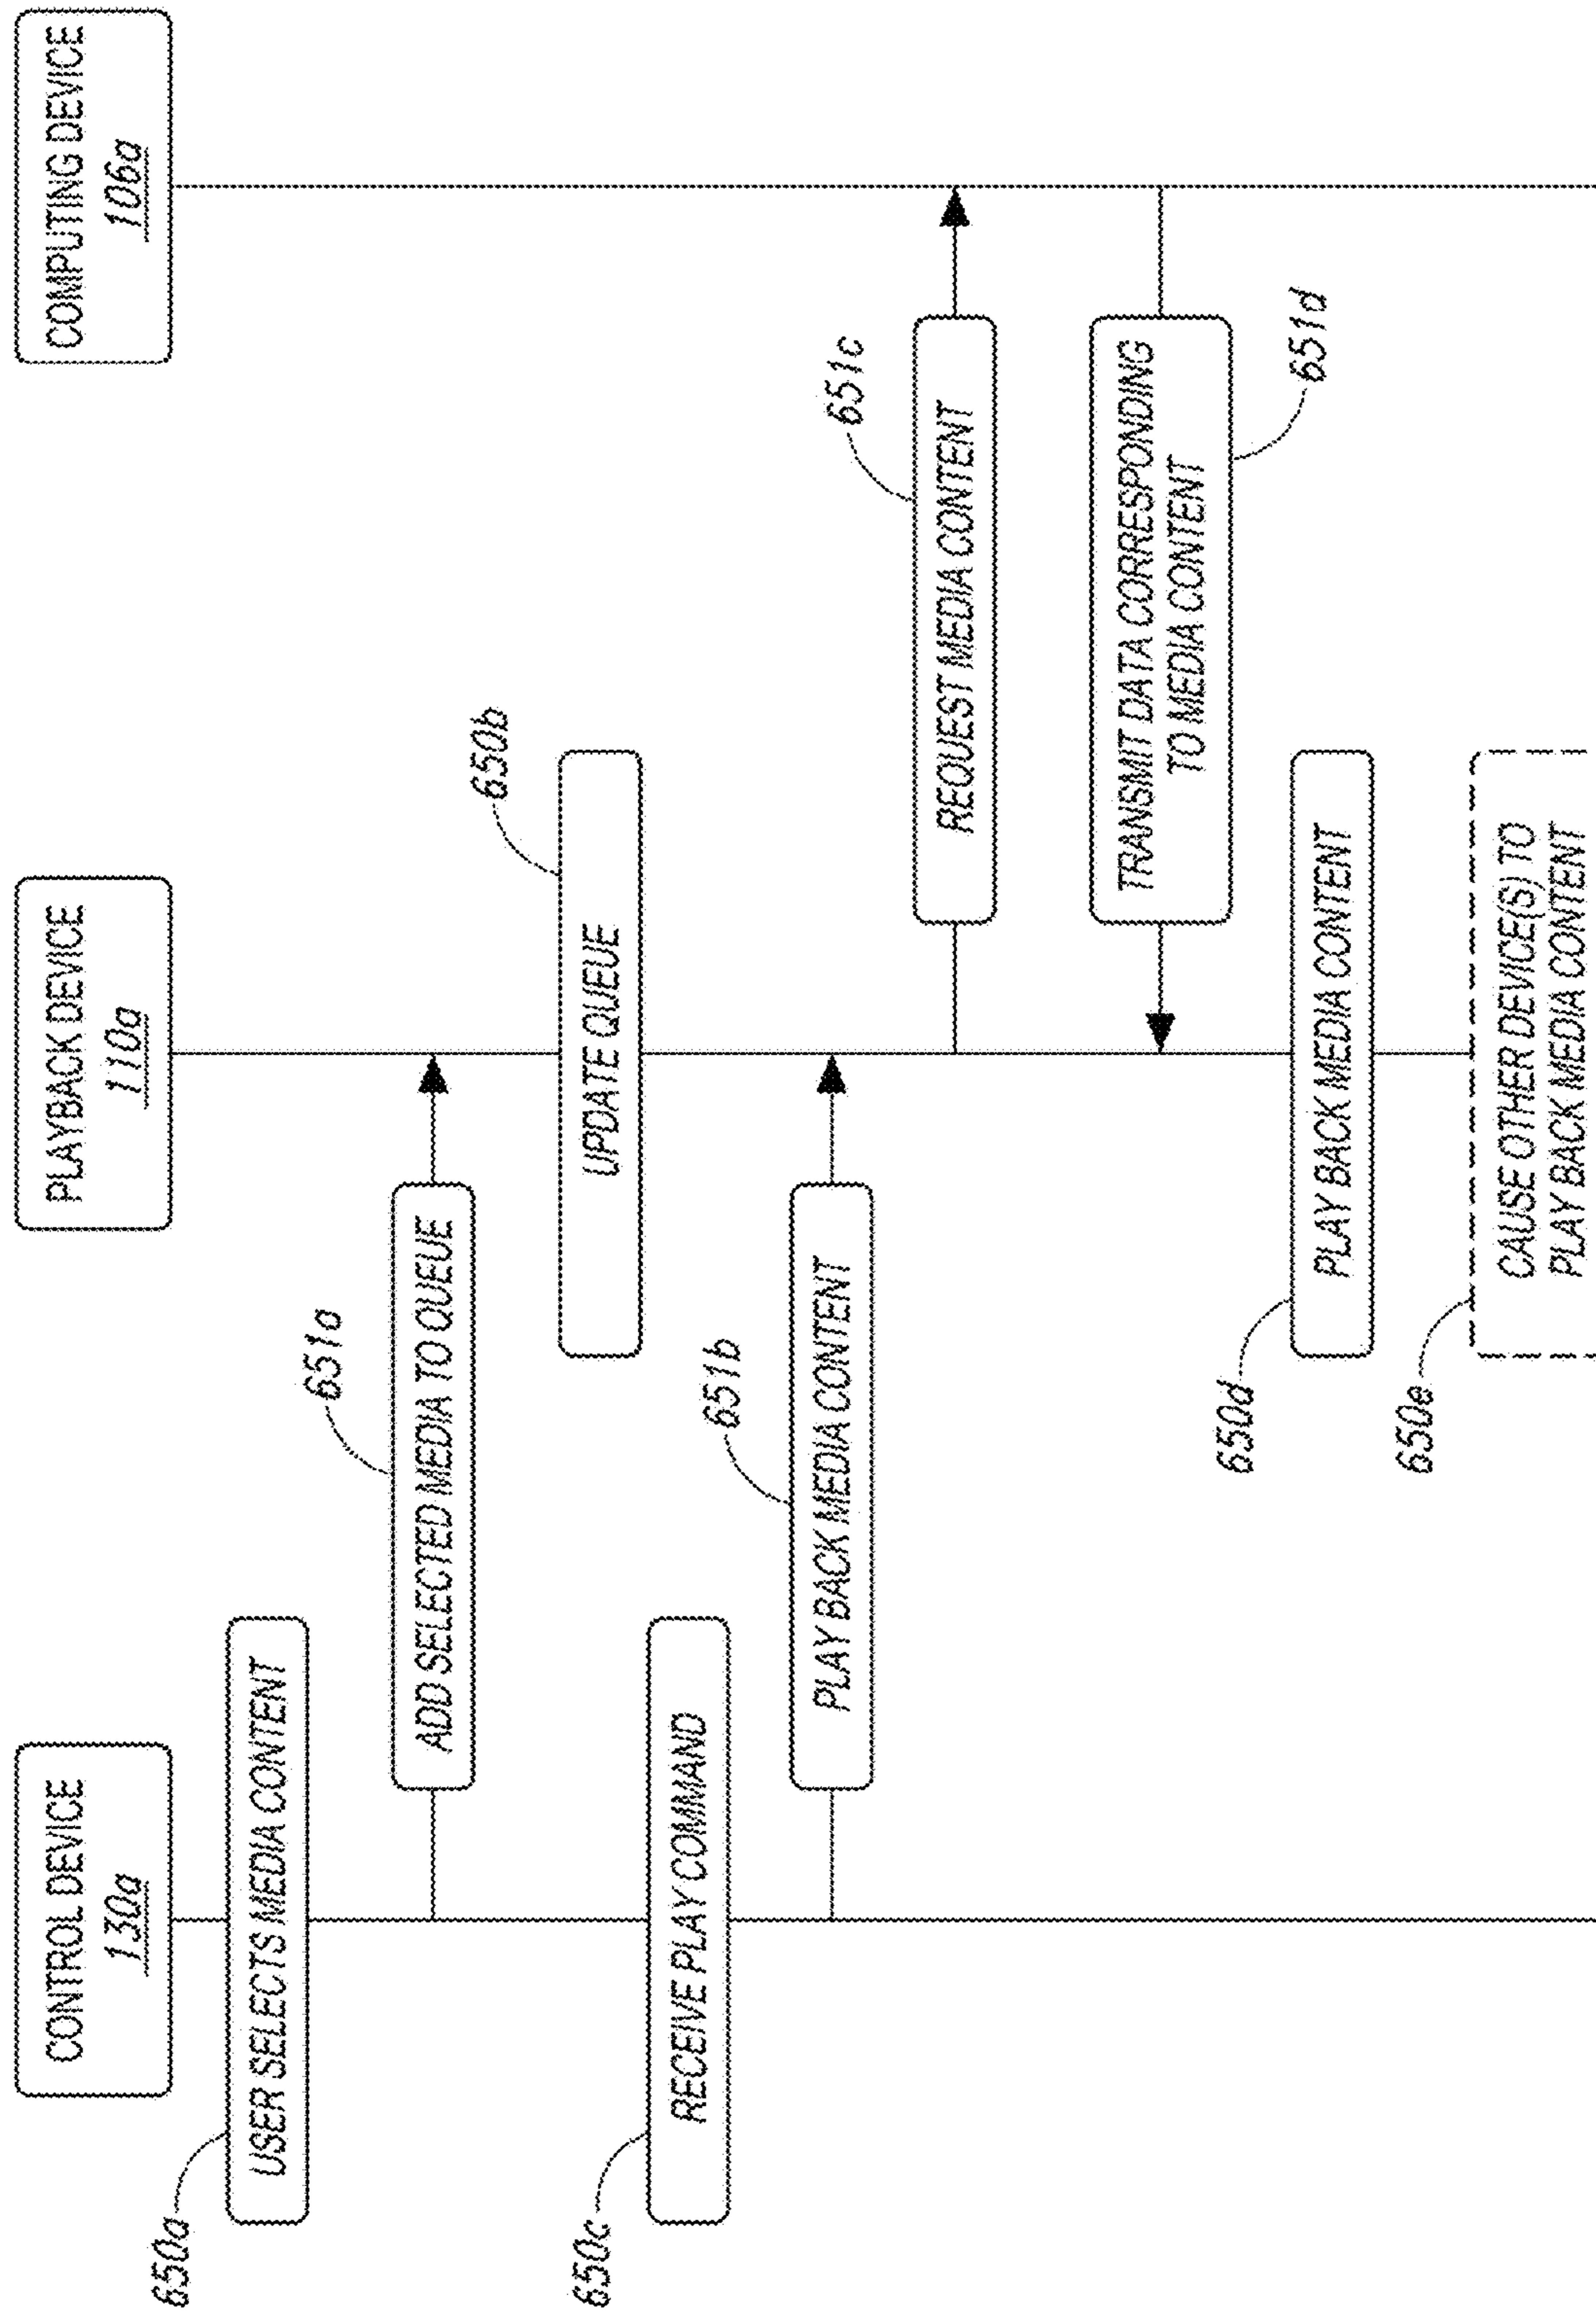 CONTROL DEVICE
130a
PLAYBACK DEVICE
110a
COMPUTING DEVICE
106a
650a
USER SELECTS MEDIA CONTENT
651a
ADD SELECTED MEDIA TO QUEUE
650b
UPDATE QUEUE
650c
RECEIVE PLAY COMMAND
651b
PLAY BACK MEDIA CONTENT
651c
REQUEST MEDIA CONTENT
TRANSMIT DATA CORRESPONDING
TO MEDIA CONTENT
651d
650d
PLAY BACK MEDIA CONTENT
650e
CAUSE OTHER DEVICE(S) TO
PLAY BACK MEDIA CONTENT